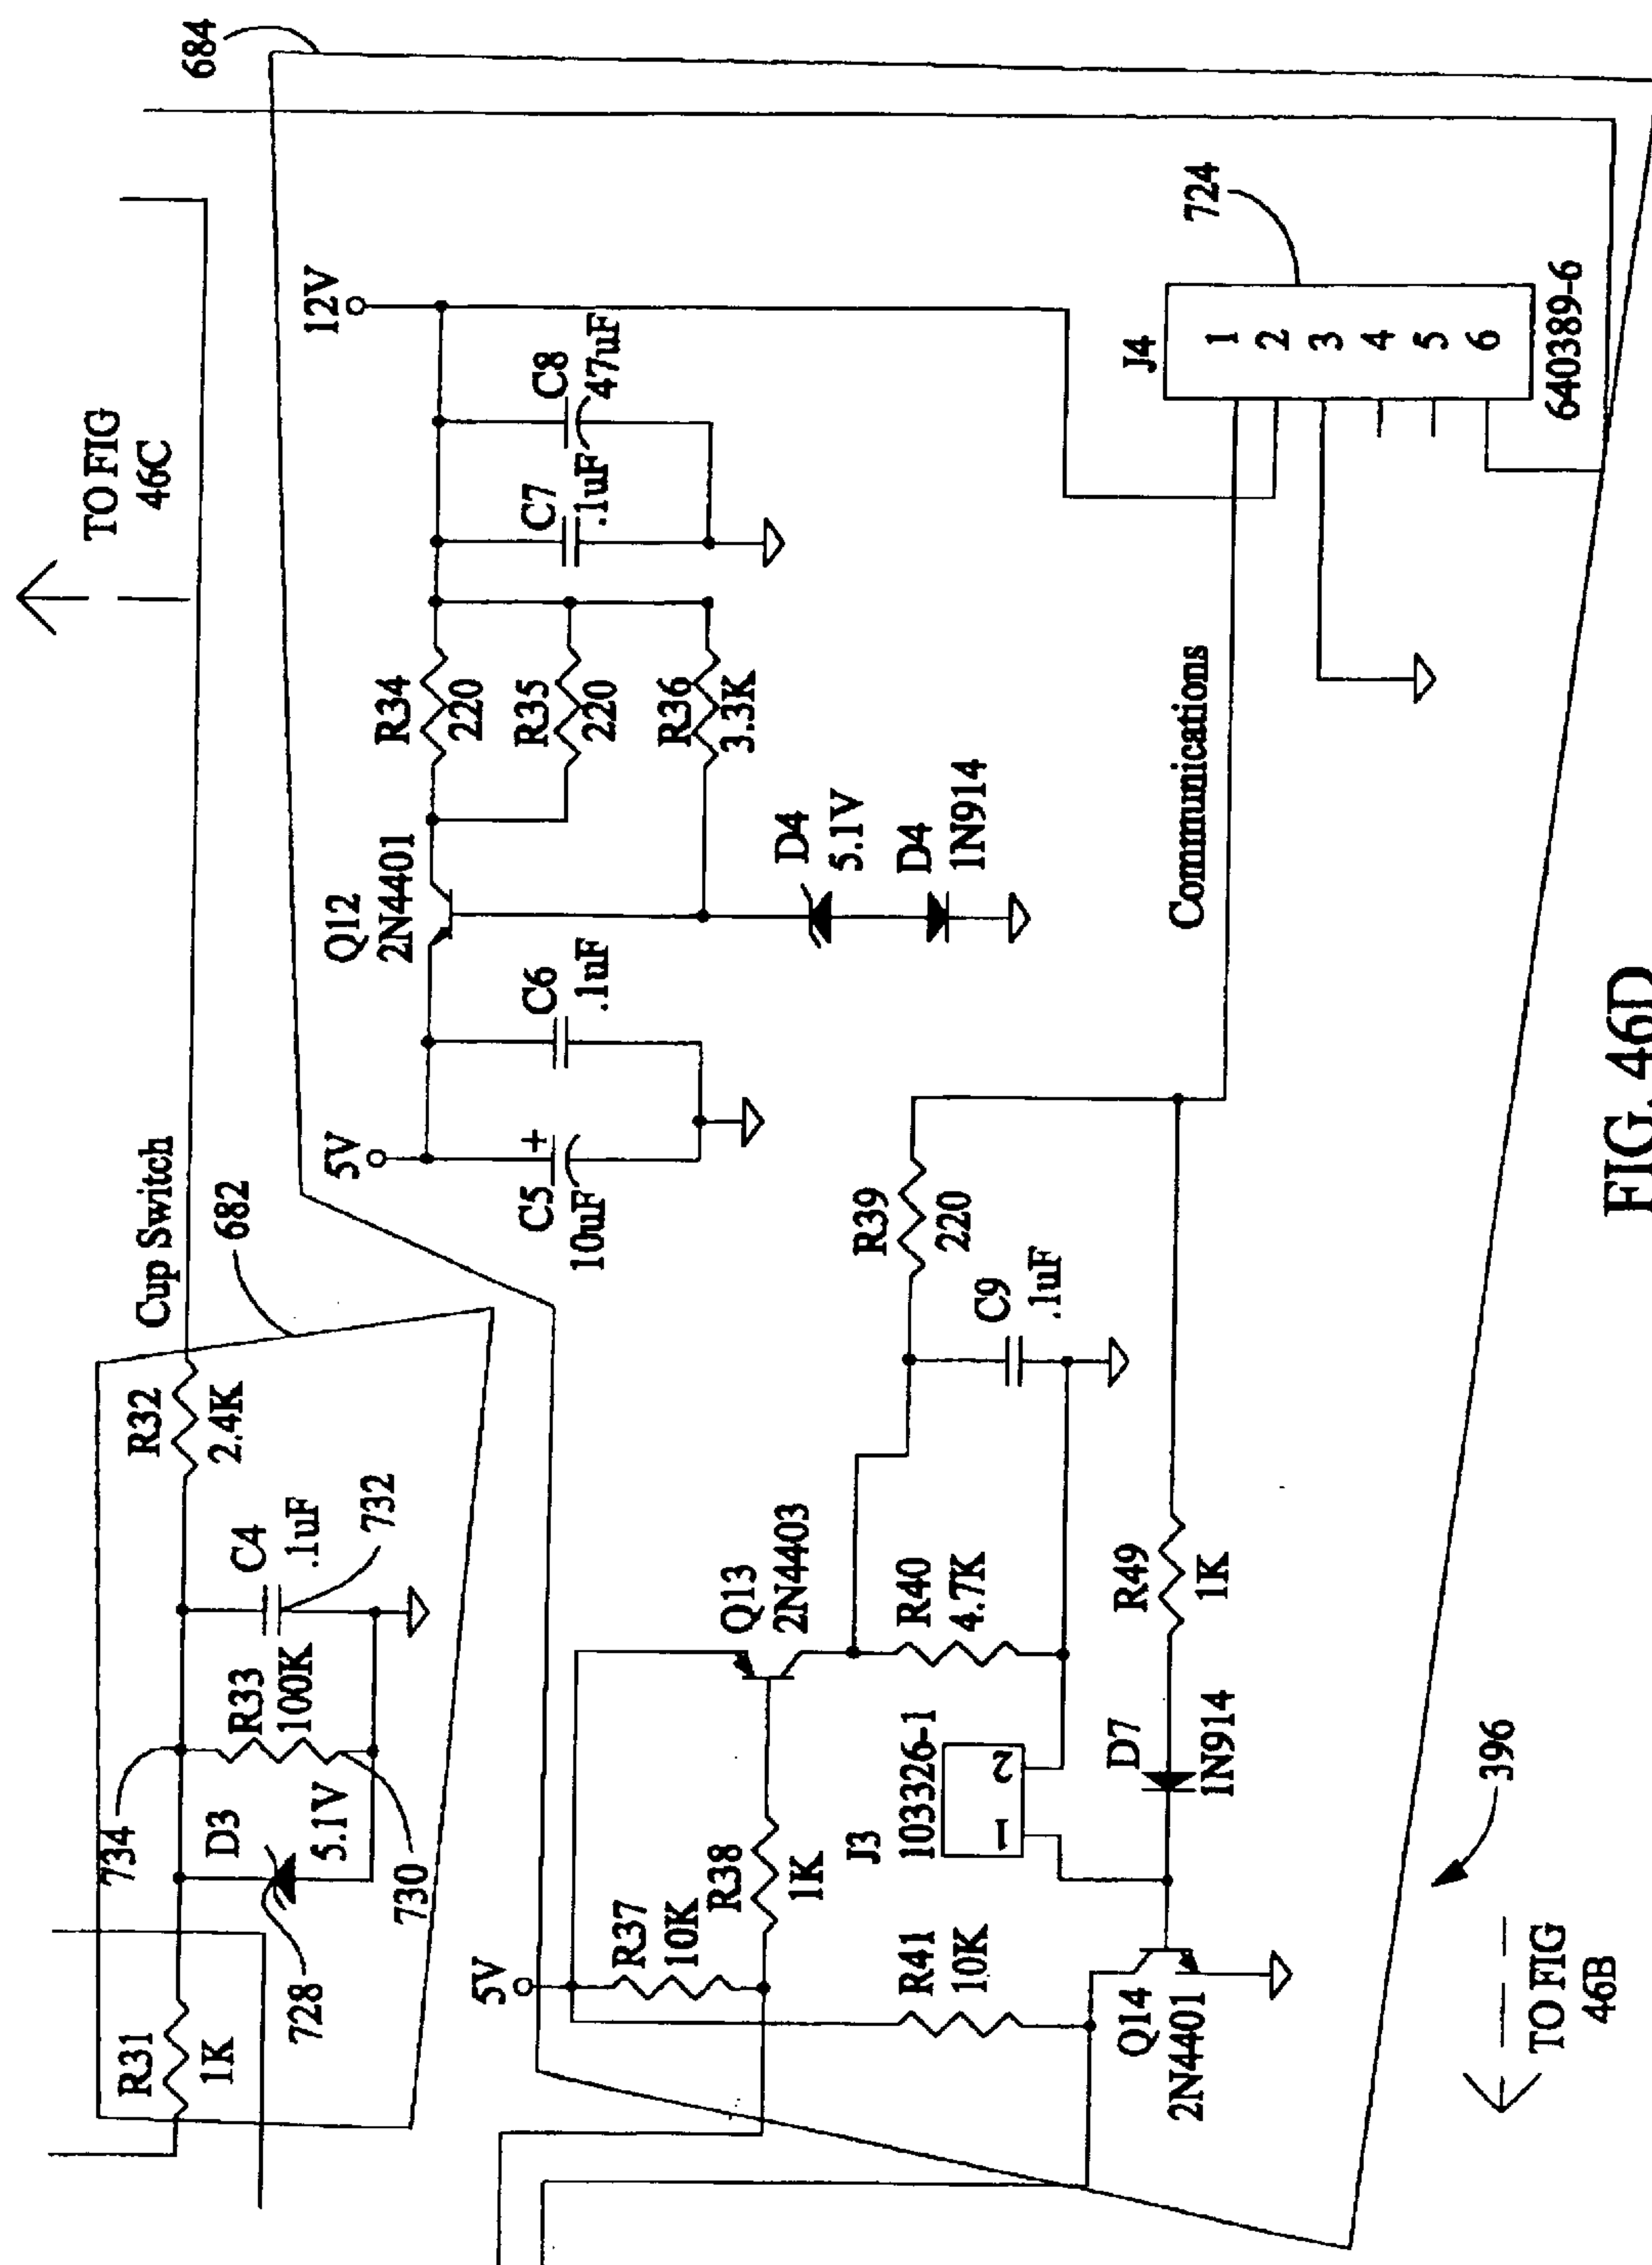 TO FIG
46C
684
Cup Switch
682
R31
1K
734
D3
5.1V
728
730
R33
100K
C4
.1uF
732
R32
2.4K
12V
5V
C5
+
10uF
C6
.1uF
Q12
2N4401
R34
220
R35
220
R36
3.3K
C7
.1uF
C8
47uF
D4
5.1V
D4
1N914
5V
R37
10K
R38
1K
Q13
2N4403
R39
220
C9
.1uF
R40
4.7K
R41
10K
J3
103326-1
1
2
D7
1N914
R49
1K
Q14
2N4401
Communications
J4
1
2
3
4
5
6
640389-6
724
396
TO FIG
46B
FIG. 46D